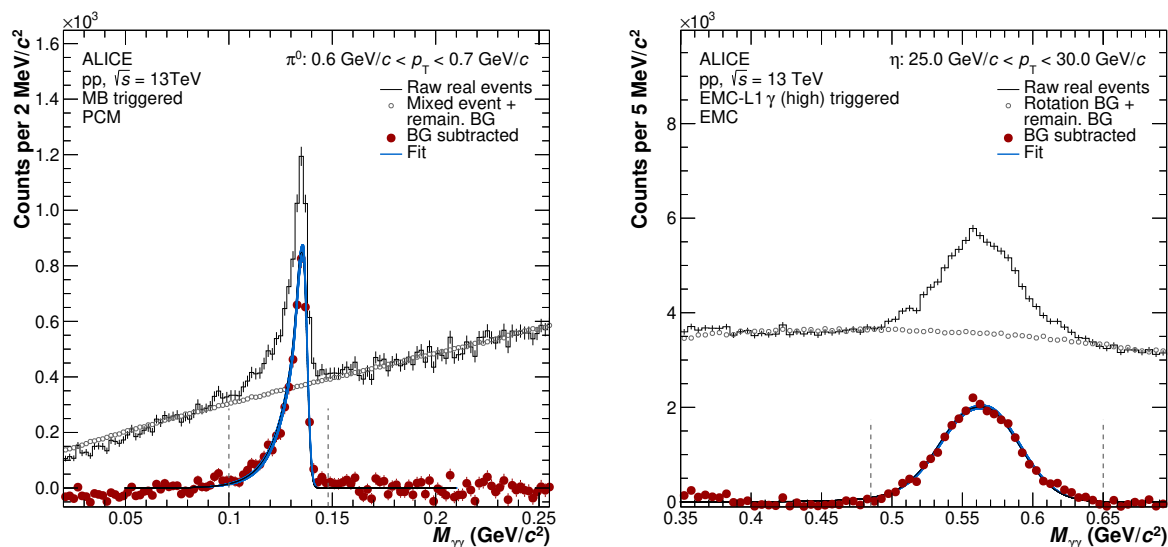 ×10³
1.6
1.4
1.2
1.0
0.8
0.6
0.4
0.2
0.0
Counts per 2 MeV/c²
ALICE
pp, √s = 13TeV
MB triggered
PCM
π⁰: 0.6 GeV/c < p_T < 0.7 GeV/c
Raw real events
Mixed event +
remain. BG
BG subtracted
Fit
0.05 0.1 0.15 0.2 0.25
M_γγ (GeV/c²)
×10³
8
6
4
2
0
Counts per 5 MeV/c²
ALICE
pp, √s = 13 TeV
EMC-L1 γ (high) triggered
EMC
η: 25.0 GeV/c < p_T < 30.0 GeV/c
Raw real events
Rotation BG +
remain. BG
BG subtracted
Fit
0.35 0.4 0.45 0.5 0.55 0.6 0.65
M_γγ (GeV/c²)